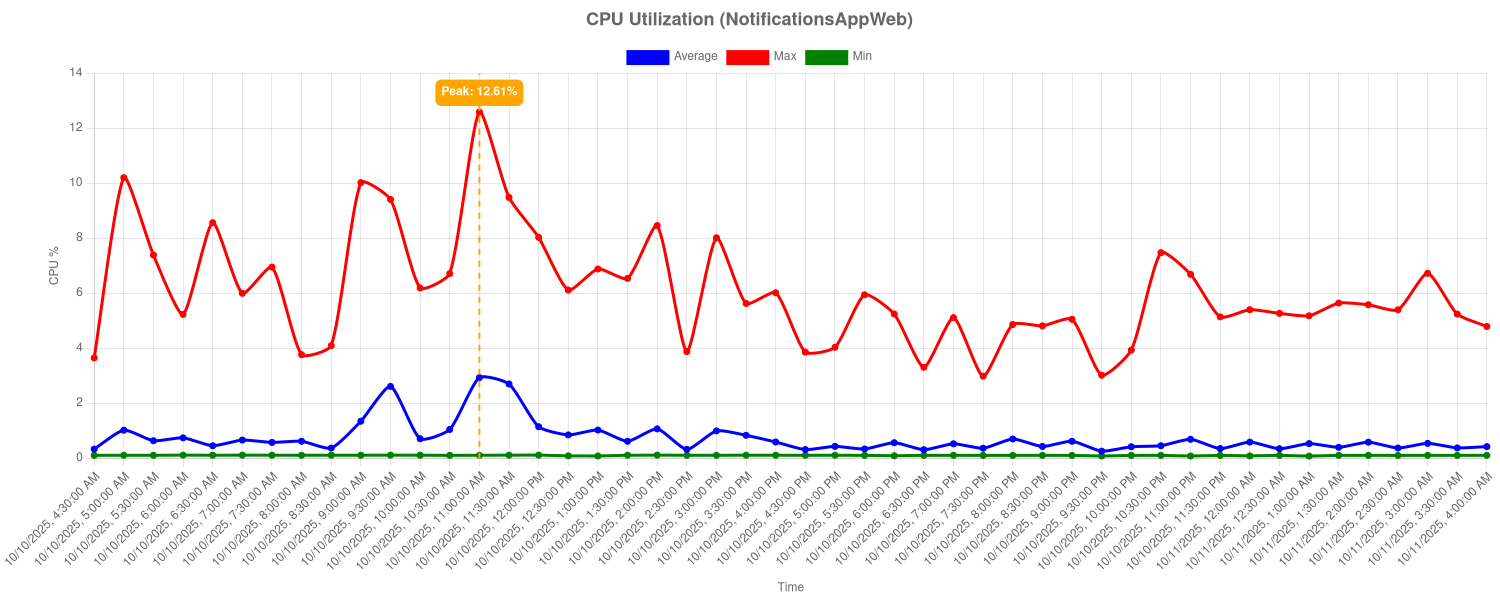 CPU Utilization (NotificationsAppWeb)
Average Max Min
Peak: 12.61%
14
12
10
8
6
4
2
0
CPU %
10/10/2025, 4:30:00 AM
10/10/2025, 5:00:00 AM
10/10/2025, 5:30:00 AM
10/10/2025, 6:00:00 AM
10/10/2025, 6:30:00 AM
10/10/2025, 7:00:00 AM
10/10/2025, 7:30:00 AM
10/10/2025, 8:00:00 AM
10/10/2025, 8:30:00 AM
10/10/2025, 9:00:00 AM
10/10/2025, 9:30:00 AM
10/10/2025, 10:00:00 AM
10/10/2025, 10:30:00 AM
10/10/2025, 11:00:00 AM
10/10/2025, 11:30:00 AM
10/10/2025, 12:00:00 PM
10/10/2025, 12:30:00 PM
10/10/2025, 1:00:00 PM
10/10/2025, 1:30:00 PM
10/10/2025, 2:00:00 PM
10/10/2025, 2:30:00 PM
10/10/2025, 3:00:00 PM
10/10/2025, 3:30:00 PM
10/10/2025, 4:00:00 PM
10/10/2025, 4:30:00 PM
10/10/2025, 5:00:00 PM
10/10/2025, 5:30:00 PM
10/10/2025, 6:00:00 PM
10/10/2025, 6:30:00 PM
10/10/2025, 7:00:00 PM
10/10/2025, 7:30:00 PM
10/10/2025, 8:00:00 PM
10/10/2025, 8:30:00 PM
10/10/2025, 9:00:00 PM
10/10/2025, 9:30:00 PM
10/10/2025, 10:00:00 PM
10/10/2025, 10:30:00 PM
10/10/2025, 11:00:00 PM
10/10/2025, 11:30:00 PM
10/11/2025, 12:00:00 AM
10/11/2025, 12:30:00 AM
10/11/2025, 1:00:00 AM
10/11/2025, 1:30:00 AM
10/11/2025, 2:00:00 AM
10/11/2025, 2:30:00 AM
10/11/2025, 3:00:00 AM
10/11/2025, 3:30:00 AM
10/11/2025, 4:00:00 AM
Time